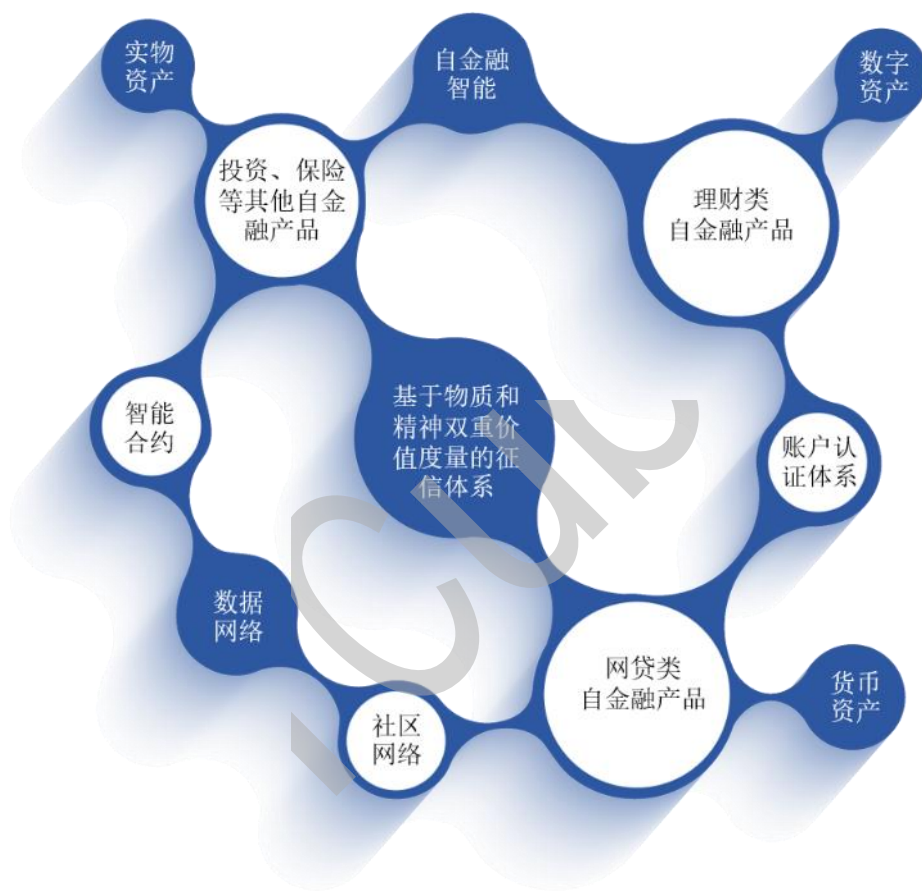 实物
资产
自金融
智能
数字
资产
投资、保险
等其他自金
融产品
理财类
自金融产品
基于物质和
精神双重价
值度量的征
信体系
智能
合约
账户认
证体系
数据
网络
网贷类
自金融产品
货币
资产
社区
网络